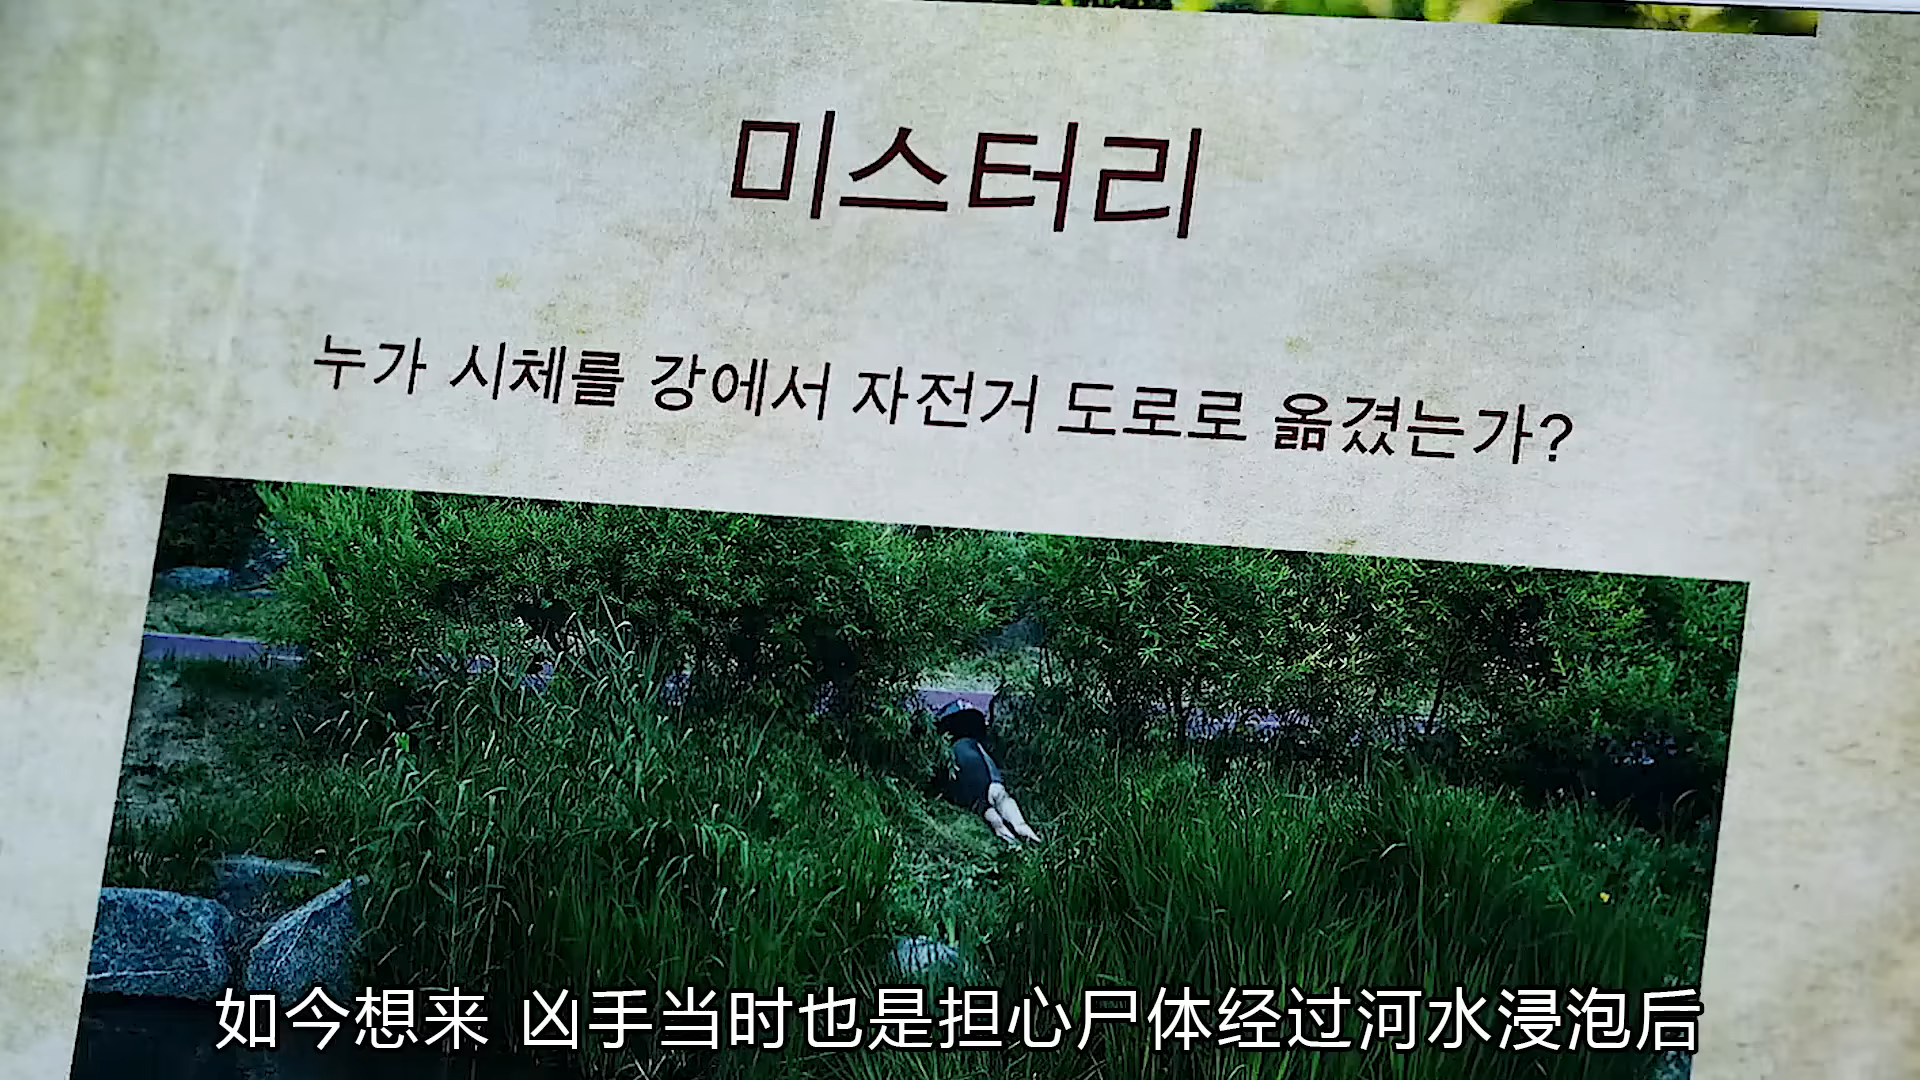 미스터리
누가 시체를 강에서 자전거 도로로 옮겼는가?
如今想来 凶手当时也是担心尸体经过河水浸泡后